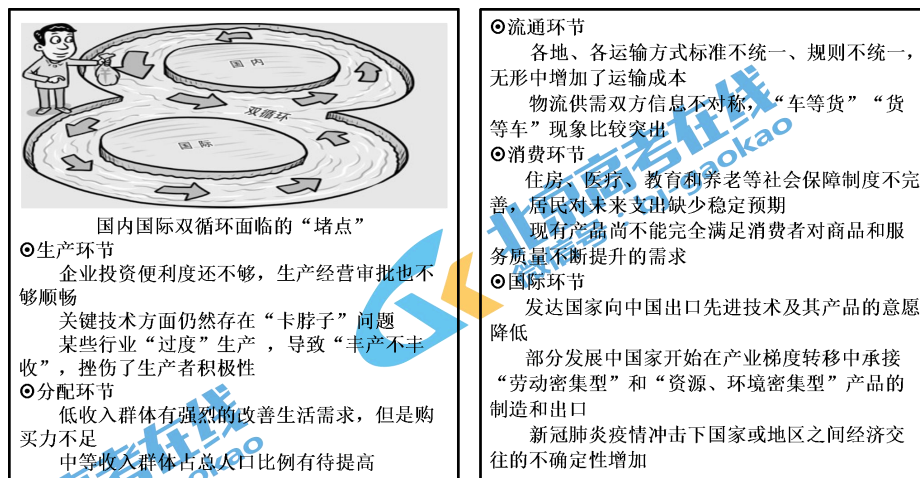 国内
双循环
国际
国内国际双循环面临的“堵点”
⊙生产环节
企业投资便利度还不够，生产经营审批也不
够顺畅
关键技术方面仍然存在“卡脖子”问题
某些行业“过度”生产 ，导致“丰产不丰
收”，挫伤了生产者积极性
⊙分配环节
低收入群体有强烈的改善生活需求，但是购
买力不足
中等收入群体占总人口比例有待提高
⊙流通环节
各地、各运输方式标准不统一、规则不统一，
无形中增加了运输成本
物流供需双方信息不对称，“车等货”“货
等车”现象比较突出
⊙消费环节
住房、医疗、教育和养老等社会保障制度不完
善，居民对未来支出缺少稳定预期
现有产品尚不能完全满足消费者对商品和服
务质量不断提升的需求
⊙国际环节
发达国家向中国出口先进技术及其产品的意愿
降低
部分发展中国家开始在产业梯度转移中承接
“劳动密集型”和“资源、环境密集型”产品的
制造和出口
新冠肺炎疫情冲击下国家或地区之间经济交
往的不确定性增加
北京高考在线
微信号：bj-gaokao